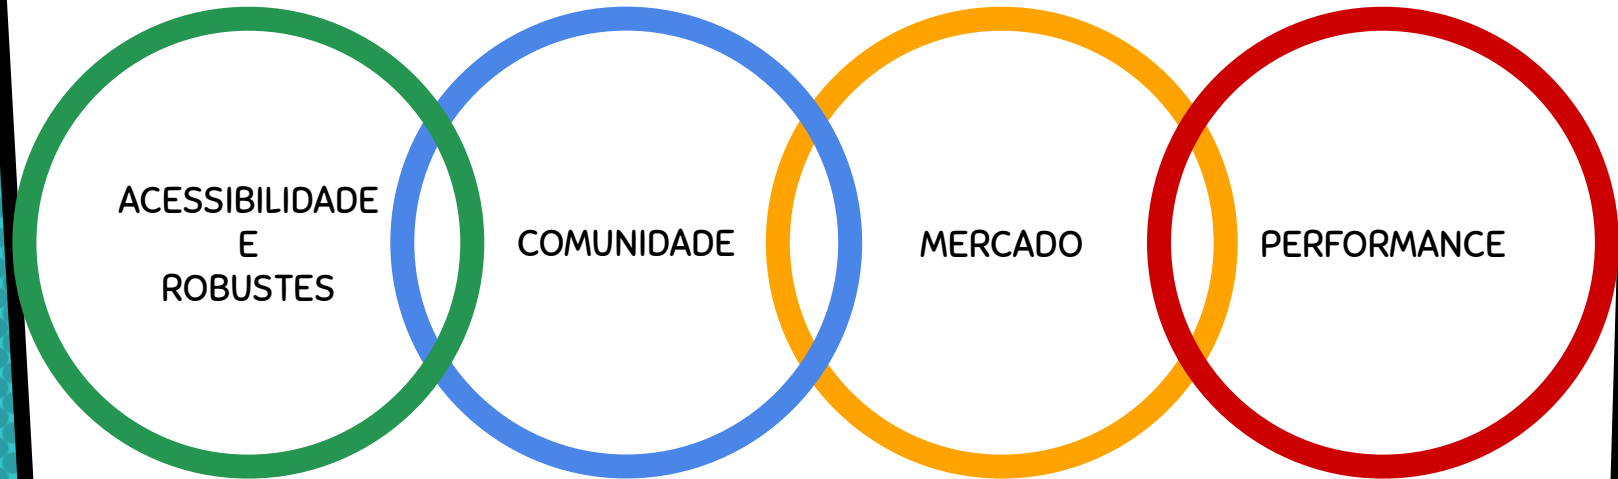 ACESSIBILIDADE
E
ROBUSTES
COMUNIDADE
MERCADO
PERFORMANCE